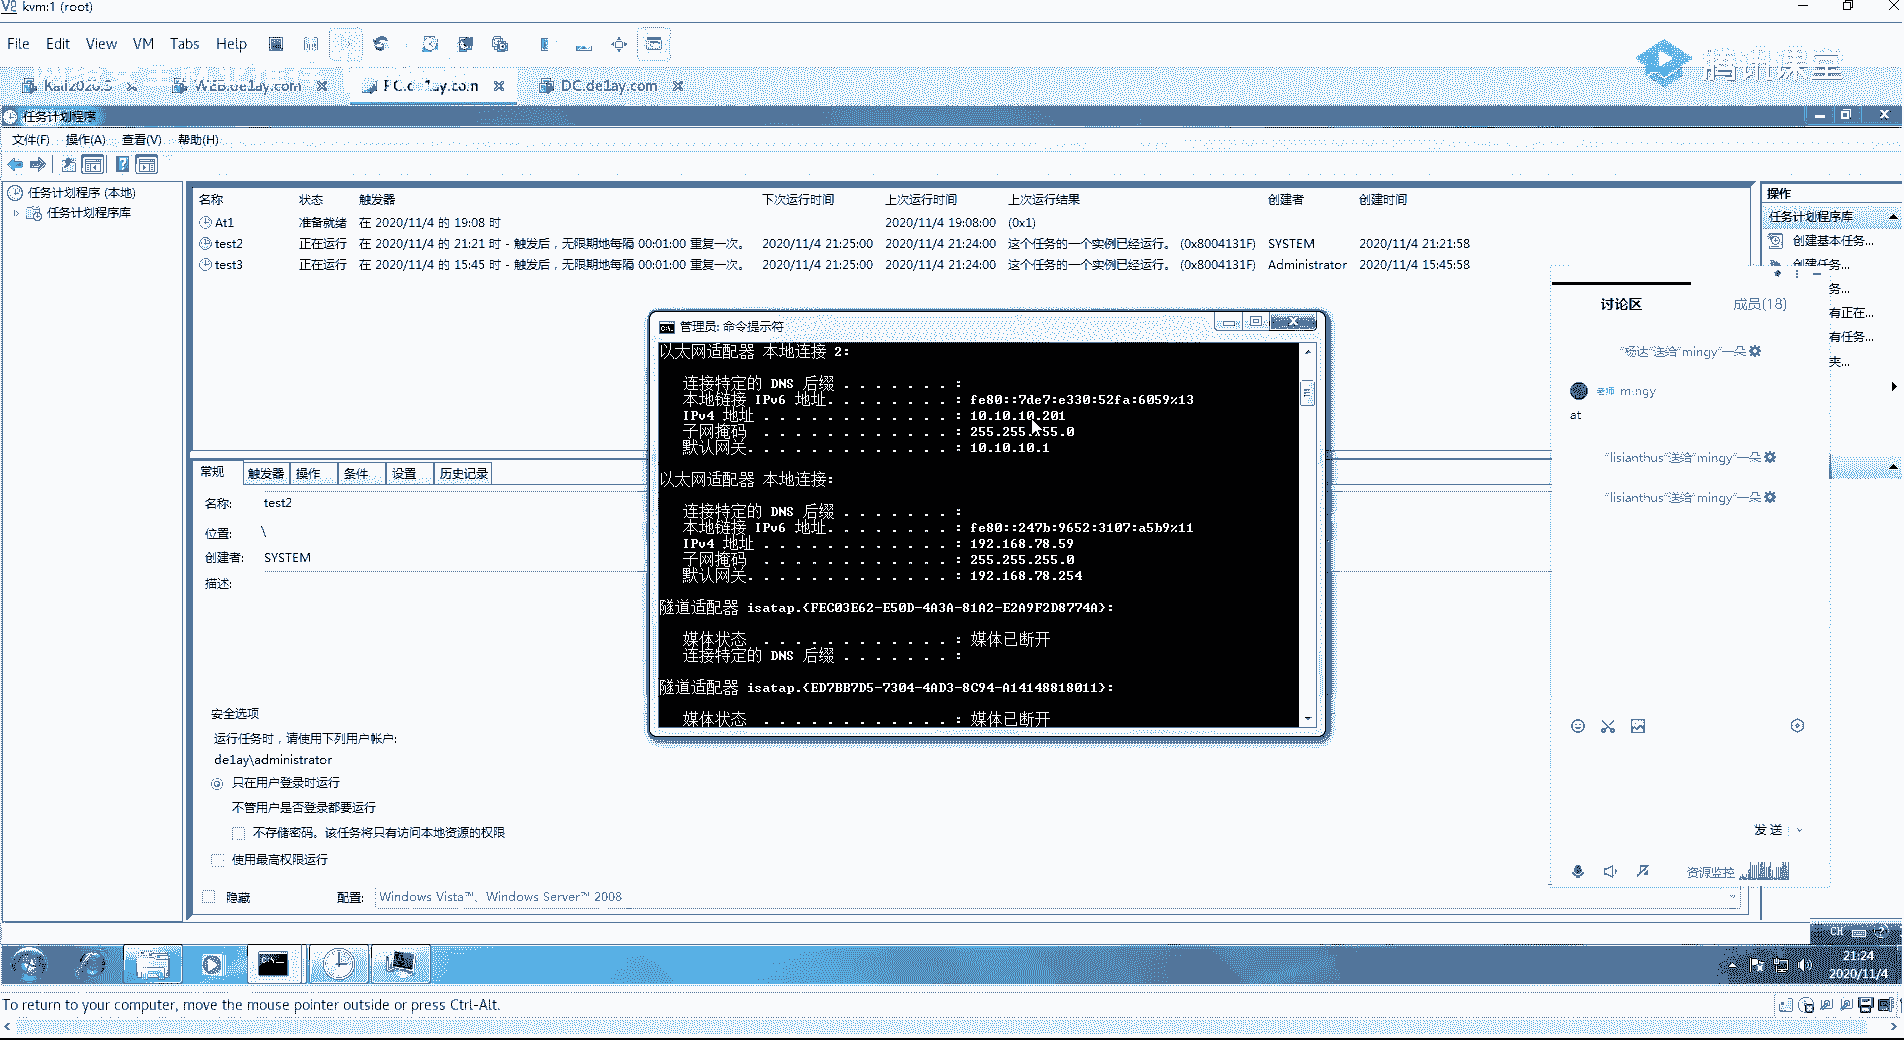 kvm:1 (root)
File Edit View VM Tabs Help
腾讯课堂
WEB.de1ay.com
DC.de1ay.com
任务计划程序
文件(F) 操作(A) 查看(V) 帮助(H)
任务计划程序 (本地)
任务计划程序库
名称 状态 触发器 下次运行时间 上次运行时间 上次运行结果 创建者 创建时间
At1 准备就绪 在 2020/11/4 的 19:08 时 2020/11/4 19:08:00 (0x1)
test2 正在运行 在 2020/11/4 的 21:21 时 - 触发后，无限期地每隔 00:01:00 重复一次。 2020/11/4 21:25:00 2020/11/4 21:24:00 这个任务的一个实例已经运行。 (0x8004131F) SYSTEM 2020/11/4 21:21:58
test3 正在运行 在 2020/11/4 的 15:45 时 - 触发后，无限期地每隔 00:01:00 重复一次。 2020/11/4 21:25:00 2020/11/4 21:24:00 这个任务的一个实例已经运行。 (0x8004131F) Administrator 2020/11/4 15:45:58
操作
任务计划程序库
创建基本任务...
创建任务...
务...
有正在...
有任务...
夹...
管理员: 命令提示符
以太网适配器 本地连接 2:
连接特定的 DNS 后缀 . . . . . . . :
本地链接 IPv6 地址. . . . . . . . : fe80::7de7:e330:52fa:6059%13
IPv4 地址 . . . . . . . . . . . . : 10.10.10.201
子网掩码 . . . . . . . . . . . . : 255.255.255.0
默认网关. . . . . . . . . . . . . : 10.10.10.1
以太网适配器 本地连接:
连接特定的 DNS 后缀 . . . . . . . :
本地链接 IPv6 地址. . . . . . . . : fe80::247b:9652:3107:a5b9%11
IPv4 地址 . . . . . . . . . . . . : 192.168.78.59
子网掩码 . . . . . . . . . . . . : 255.255.255.0
默认网关. . . . . . . . . . . . . : 192.168.78.254
隧道适配器 isatap.{FEC03E62-E50D-4A3A-81A2-E2A9F2D8774A}:
媒体状态 . . . . . . . . . . . . : 媒体已断开
连接特定的 DNS 后缀 . . . . . . . :
隧道适配器 isatap.{ED7BB7D5-7304-4AD3-8C94-A14148818011}:
媒体状态 . . . . . . . . . . . . : 媒体已断开
常规 触发器 操作 条件 设置 历史记录
名称: test2
位置: \
创建者: SYSTEM
描述:
安全选项
运行任务时，请使用下列用户帐户:
de1ay\administrator
只在用户登录时运行
不管用户是否登录都要运行
不存储密码。该任务将只有访问本地资源的权限
使用最高权限运行
隐藏 配置: Windows Vista™、Windows Server™ 2008
讨论区 成员(18)
"杨达"送给"mingy"一朵
老师 mingy
at
"lisianthus"送给"mingy"一朵
"lisianthus"送给"mingy"一朵
发送
资源监控
CH
21:24
2020/11/4
To return to your computer, move the mouse pointer outside or press Ctrl-Alt.